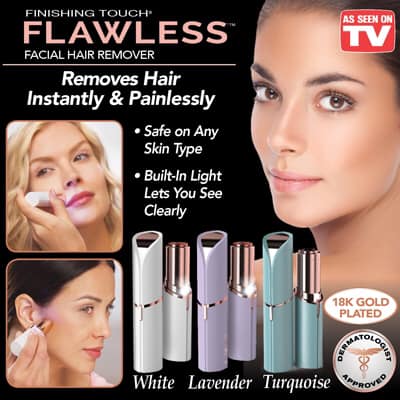 FINISHING TOUCH®
FLAWLESS™
FACIAL HAIR REMOVER
AS SEEN ON
TV
Removes Hair
Instantly & Painlessly
• Safe on Any
Skin Type
• Built-In Light
Lets You See
Clearly
18K GOLD
PLATED
DERMATOLOGIST
APPROVED
White
Lavender
Turquoise